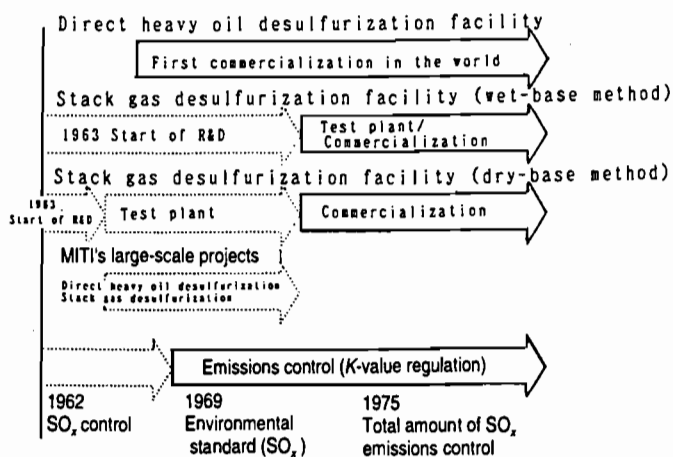 Direct heavy oil desulfurization facility
First commercialization in the world
Stack gas desulfurization facility (wet-base method)
1963 Start of R&D
Test plant/
Commercialization
Stack gas desulfurization facility (dry-base method)
1963
Start of R&D
Test plant
Commercialization
MITI's large-scale projects
Direct heavy oil desulfurization
Stack gas desulfurization
Emissions control (K-value regulation)
1962
SOₓ control
1969
Environmental
standard (SOₓ)
1975
Total amount of SOₓ
emissions control